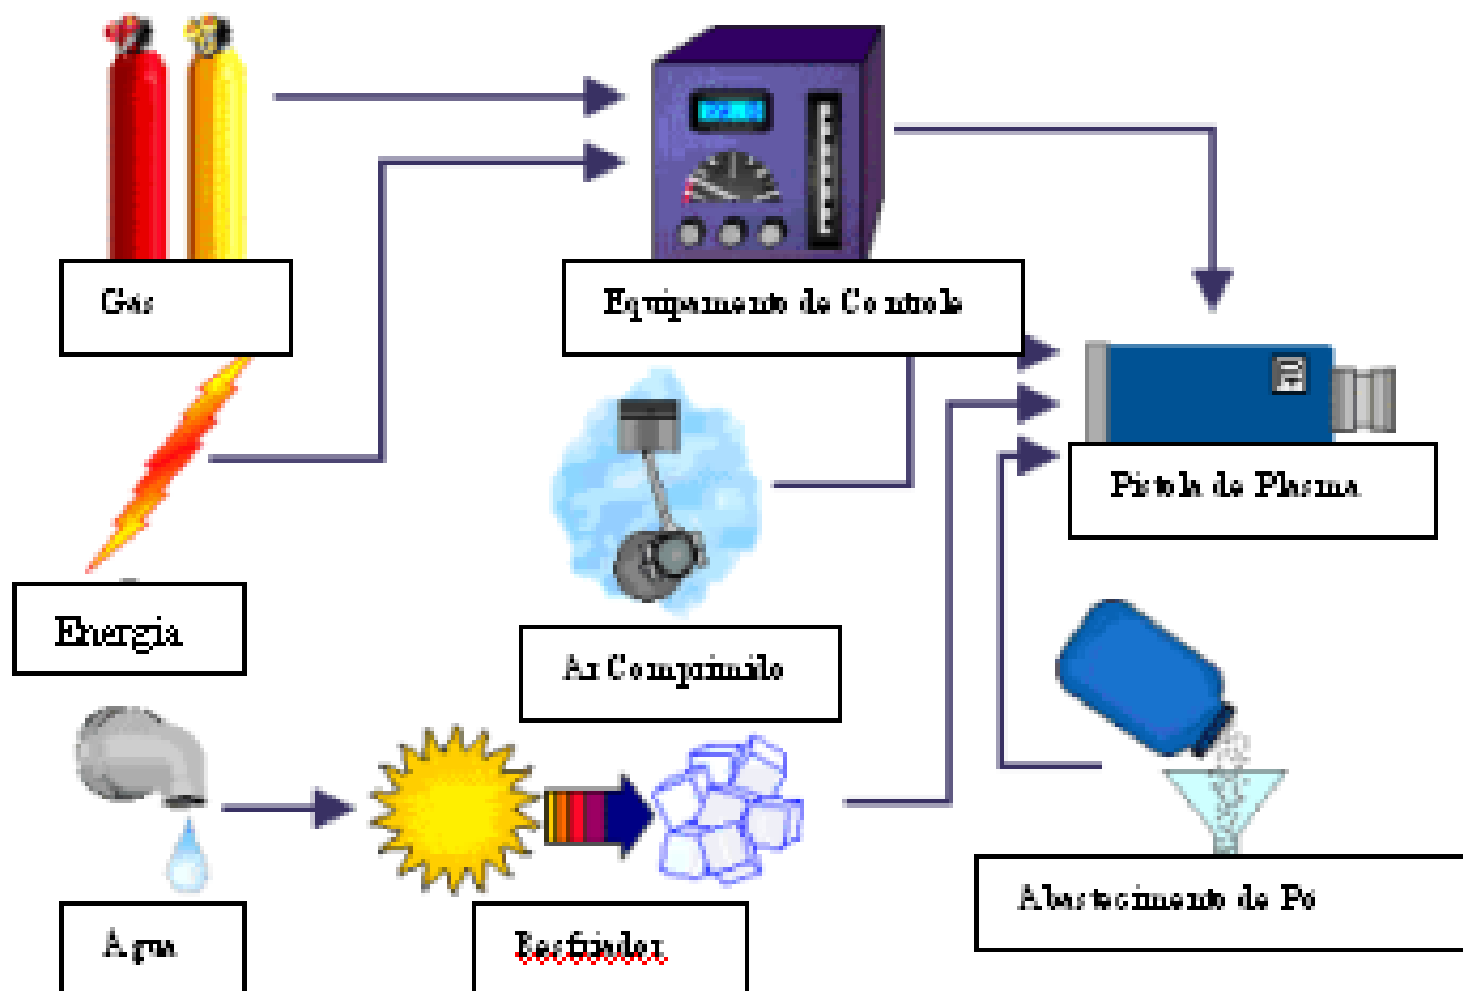 Gás
Equipamento de Controle
Pistola de Plasma
Energia
Ar Comprimido
Abastecimento de Pó
Água
Resfriador